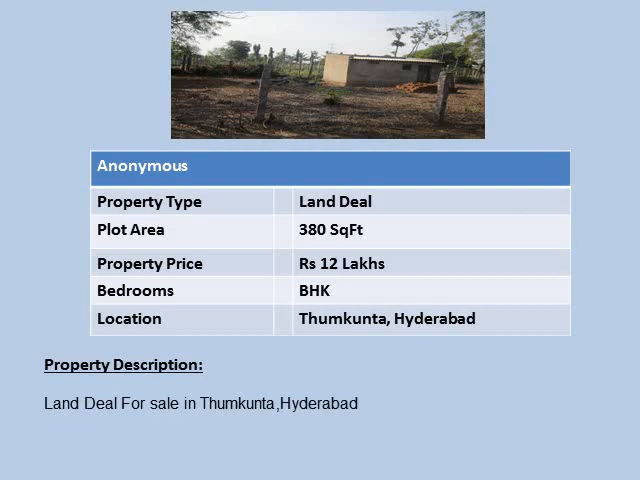 Anonymous
Property Type Land Deal
Plot Area 380 SqFt
Property Price Rs 12 Lakhs
Bedrooms BHK
Location Thumkunta, Hyderabad
Property Description:
Land Deal For sale in Thumkunta,Hyderabad